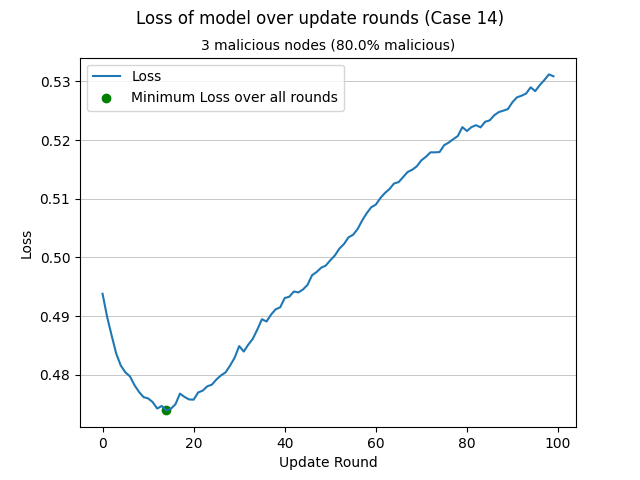 Loss of model over update rounds (Case 14)
3 malicious nodes (80.0% malicious)
Loss
Minimum Loss over all rounds
0.53
0.52
0.51
0.50
0.49
0.48
Loss
0 20 40 60 80 100
Update Round